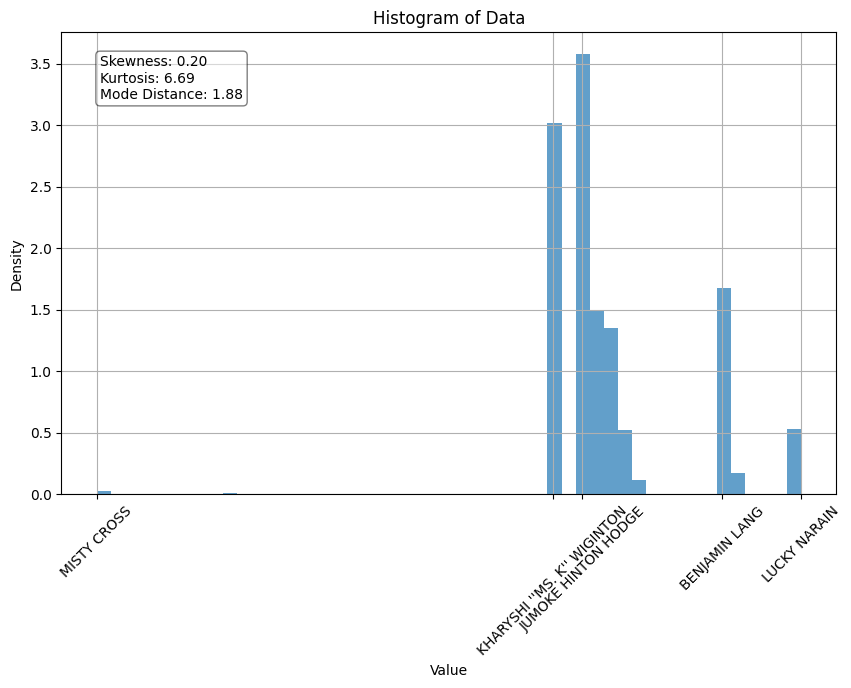 Histogram of Data
Skewness: 0.20
Kurtosis: 6.69
Mode Distance: 1.88
Density
3.5
3.0
2.5
2.0
1.5
1.0
0.5
0.0
MISTY CROSS
KHARYSHI ''MS. K'' WIGINTON
JUMOKE HINTON HODGE
BENJAMIN LANG
LUCKY NARAIN
Value